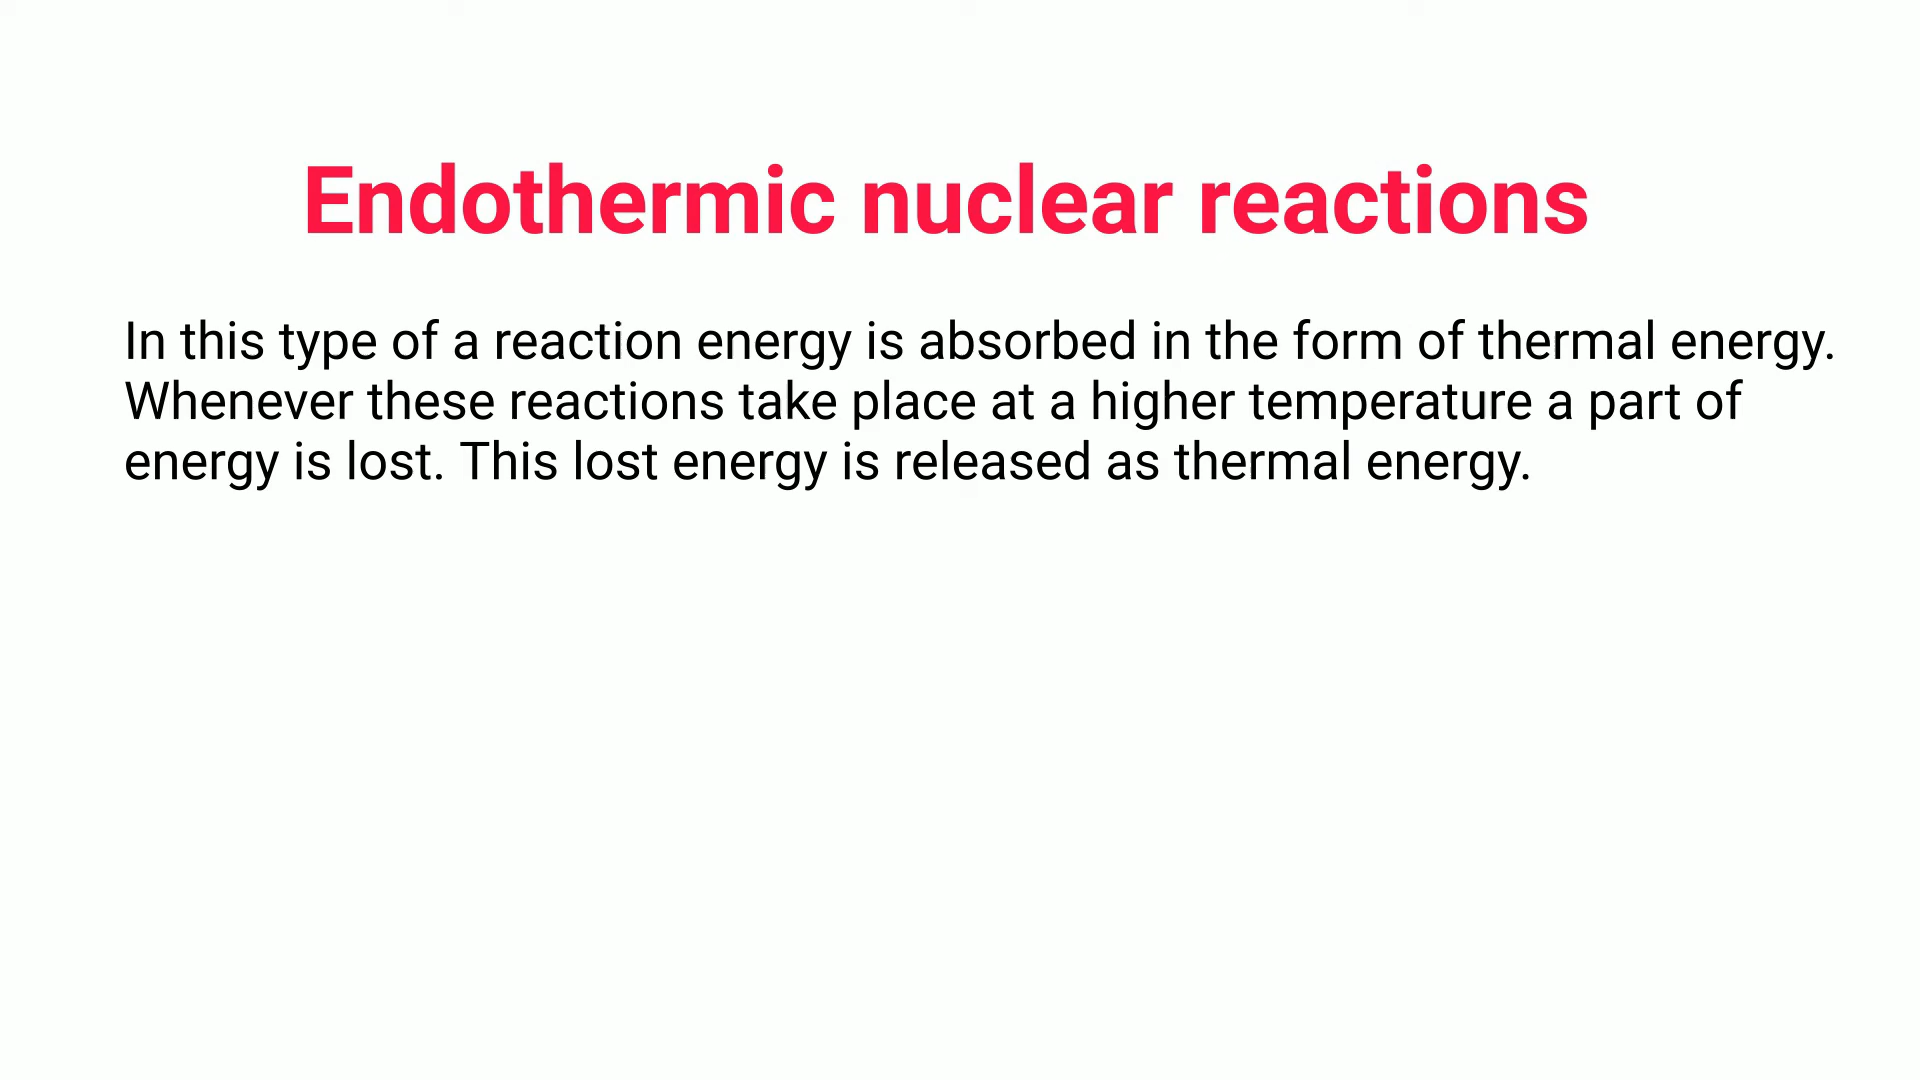 Endothermic nuclear reactions
In this type of a reaction energy is absorbed in the form of thermal energy.
Whenever these reactions take place at a higher temperature a part of
energy is lost. This lost energy is released as thermal energy.